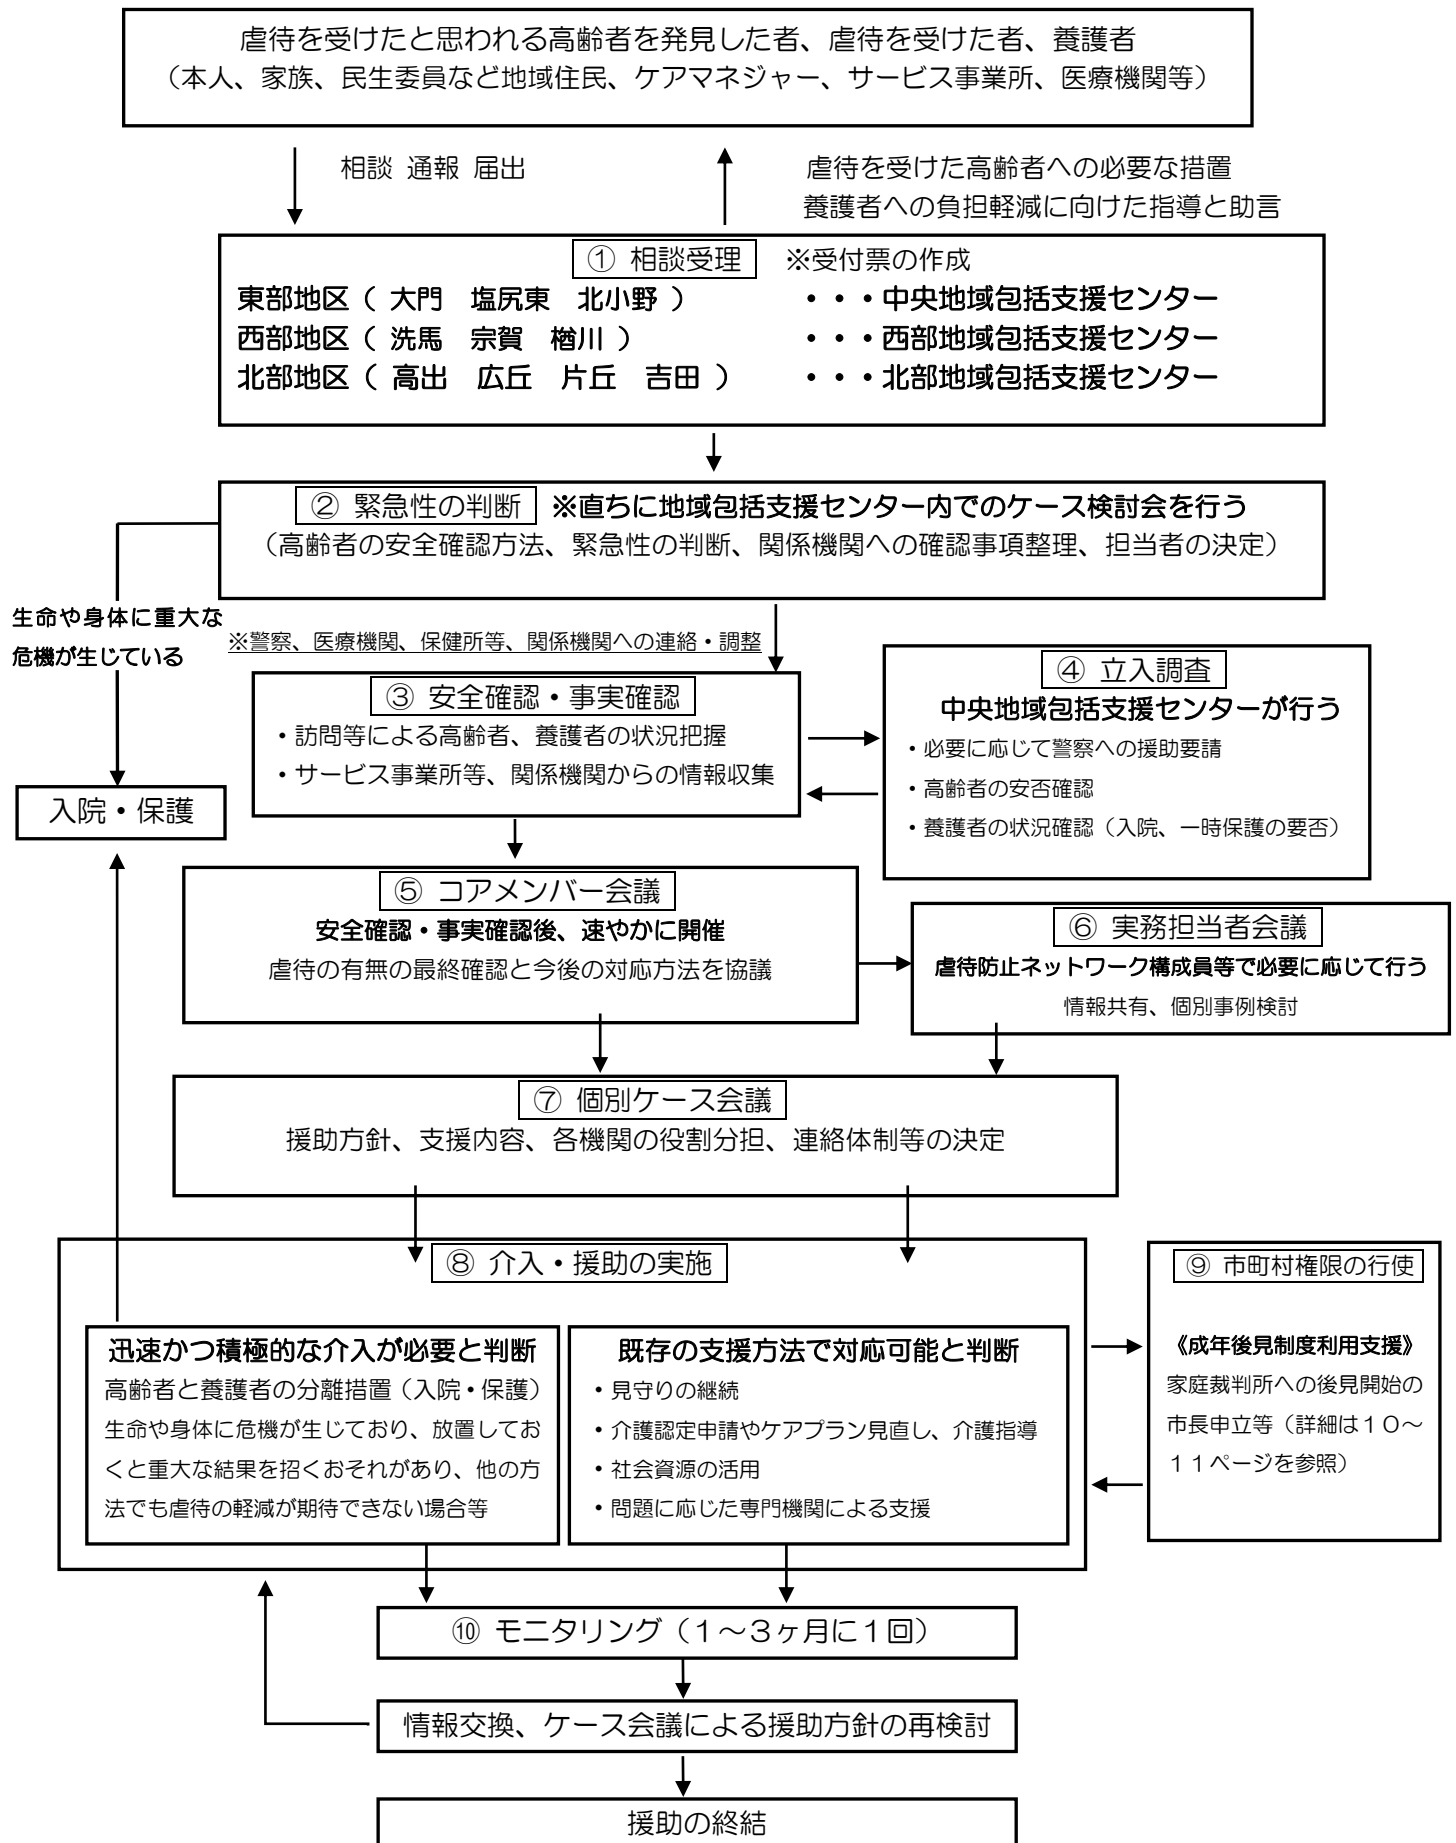 虐待を受けたと思われる高齢者を発見した者、虐待を受けた者、養護者
（本人、家族、民生委員など地域住民、ケアマネジャー、サービス事業所、医療機関等）
相談 通報 届出
虐待を受けた高齢者への必要な措置
養護者への負担軽減に向けた指導と助言
① 相談受理 ※受付票の作成
東部地区（ 大門 塩尻東 北小野 ） ・・・中央地域包括支援センター
西部地区（ 洗馬 宗賀 楢川 ） ・・・西部地域包括支援センター
北部地区（ 高出 広丘 片丘 吉田 ） ・・・北部地域包括支援センター
② 緊急性の判断 ※直ちに地域包括支援センター内でのケース検討会を行う
（高齢者の安全確認方法、緊急性の判断、関係機関への確認事項整理、担当者の決定）
生命や身体に重大な
危機が生じている
※警察、医療機関、保健所等、関係機関への連絡・調整
③ 安全確認・事実確認
・訪問等による高齢者、養護者の状況把握
・サービス事業所等、関係機関からの情報収集
④ 立入調査
中央地域包括支援センターが行う
・必要に応じて警察への援助要請
・高齢者の安否確認
・養護者の状況確認（入院、一時保護の要否）
入院・保護
⑤ コアメンバー会議
安全確認・事実確認後、速やかに開催
虐待の有無の最終確認と今後の対応方法を協議
⑥ 実務担当者会議
虐待防止ネットワーク構成員等で必要に応じて行う
情報共有、個別事例検討
⑦ 個別ケース会議
援助方針、支援内容、各機関の役割分担、連絡体制等の決定
⑧ 介入・援助の実施
迅速かつ積極的な介入が必要と判断
高齢者と養護者の分離措置（入院・保護）
生命や身体に危機が生じており、放置してお
くと重大な結果を招くおそれがあり、他の方
法でも虐待の軽減が期待できない場合等
既存の支援方法で対応可能と判断
・見守りの継続
・介護認定申請やケアプラン見直し、介護指導
・社会資源の活用
・問題に応じた専門機関による支援
⑨ 市町村権限の行使
《成年後見制度利用支援》
家庭裁判所への後見開始の
市長申立等（詳細は１０～
１１ページを参照）
⑩ モニタリング（１～３ヶ月に１回）
情報交換、ケース会議による援助方針の再検討
援助の終結